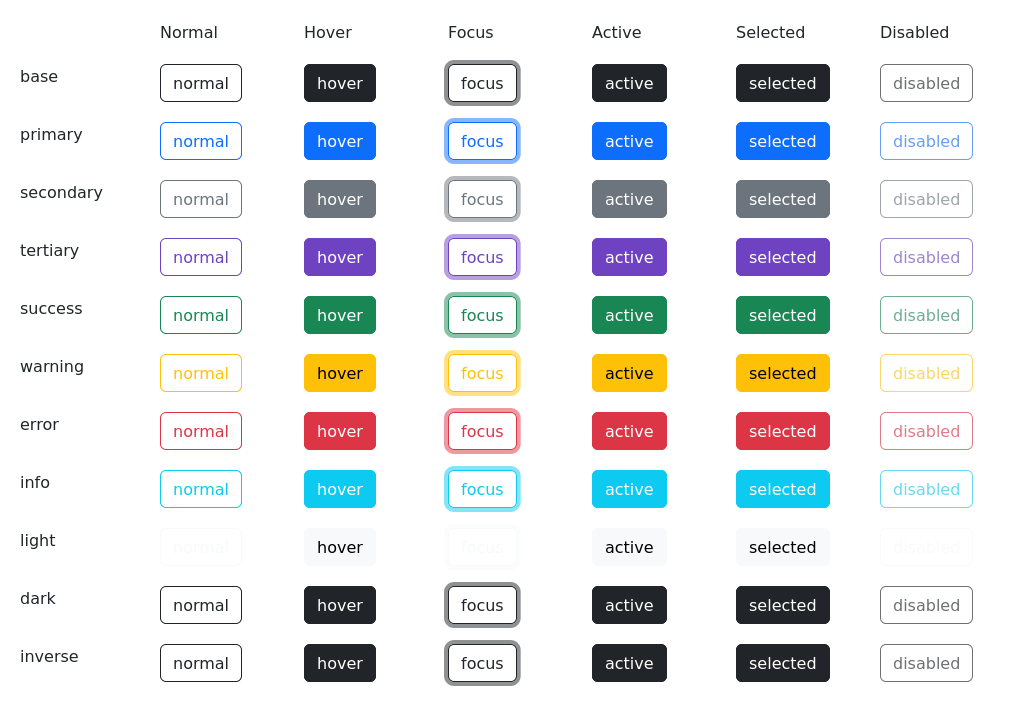 Normal Hover Focus Active Selected Disabled
base normal hover focus active selected disabled
primary normal hover focus active selected disabled
secondary normal hover focus active selected disabled
tertiary normal hover focus active selected disabled
success normal hover focus active selected disabled
warning normal hover focus active selected disabled
error normal hover focus active selected disabled
info normal hover focus active selected disabled
light normal hover focus active selected disabled
dark normal hover focus active selected disabled
inverse normal hover focus active selected disabled